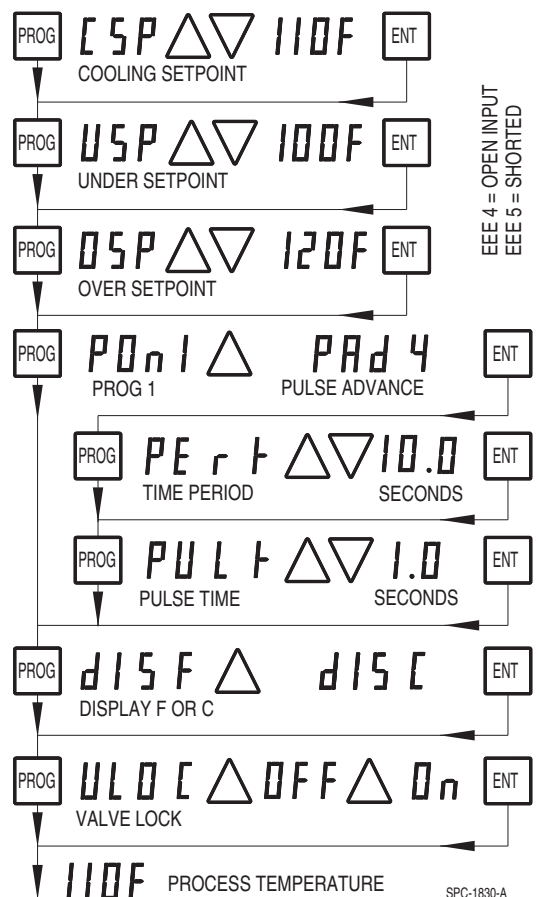 PROG CSP 110F ENT
COOLING SETPOINT
PROG USP 100F ENT
UNDER SETPOINT
PROG OSP 120F ENT
OVER SETPOINT
EEE 4 = OPEN INPUT
EEE 5 = SHORTED
PROG POn1 PAd 4 ENT
PROG 1 PULSE ADVANCE
PROG PErt 10.0 ENT
TIME PERIOD SECONDS
PROG PULt 1.0 ENT
PULSE TIME SECONDS
PROG dISF dISC ENT
DISPLAY F OR C
PROG VLOC OFF On ENT
VALVE LOCK
110F PROCESS TEMPERATURE
SPC-1830-A